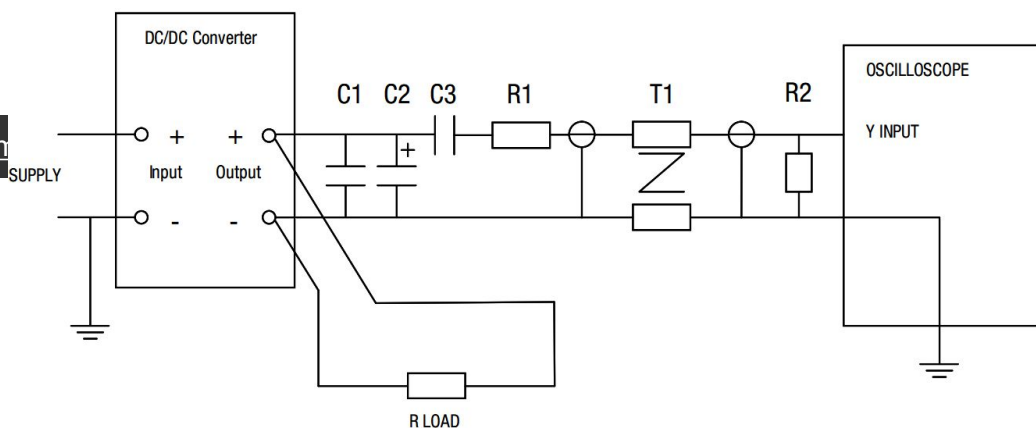 DC/DC Converter
OSCILLOSCOPE
C1 C2 C3 R1 T1 R2
+ + + Y INPUT
SUPPLY Input Output
- -
R LOAD